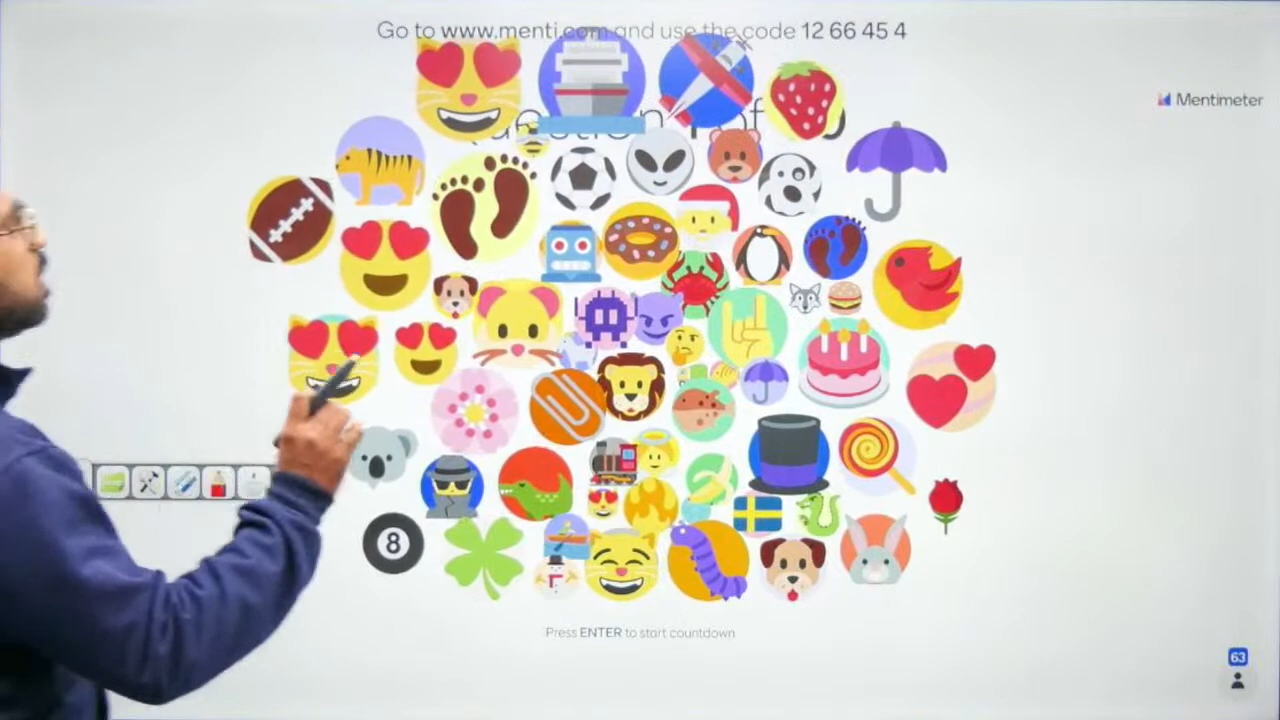 Go to www.menti.com and use the code 12 66 45 4
Mentimeter
8
Press ENTER to start countdown
63